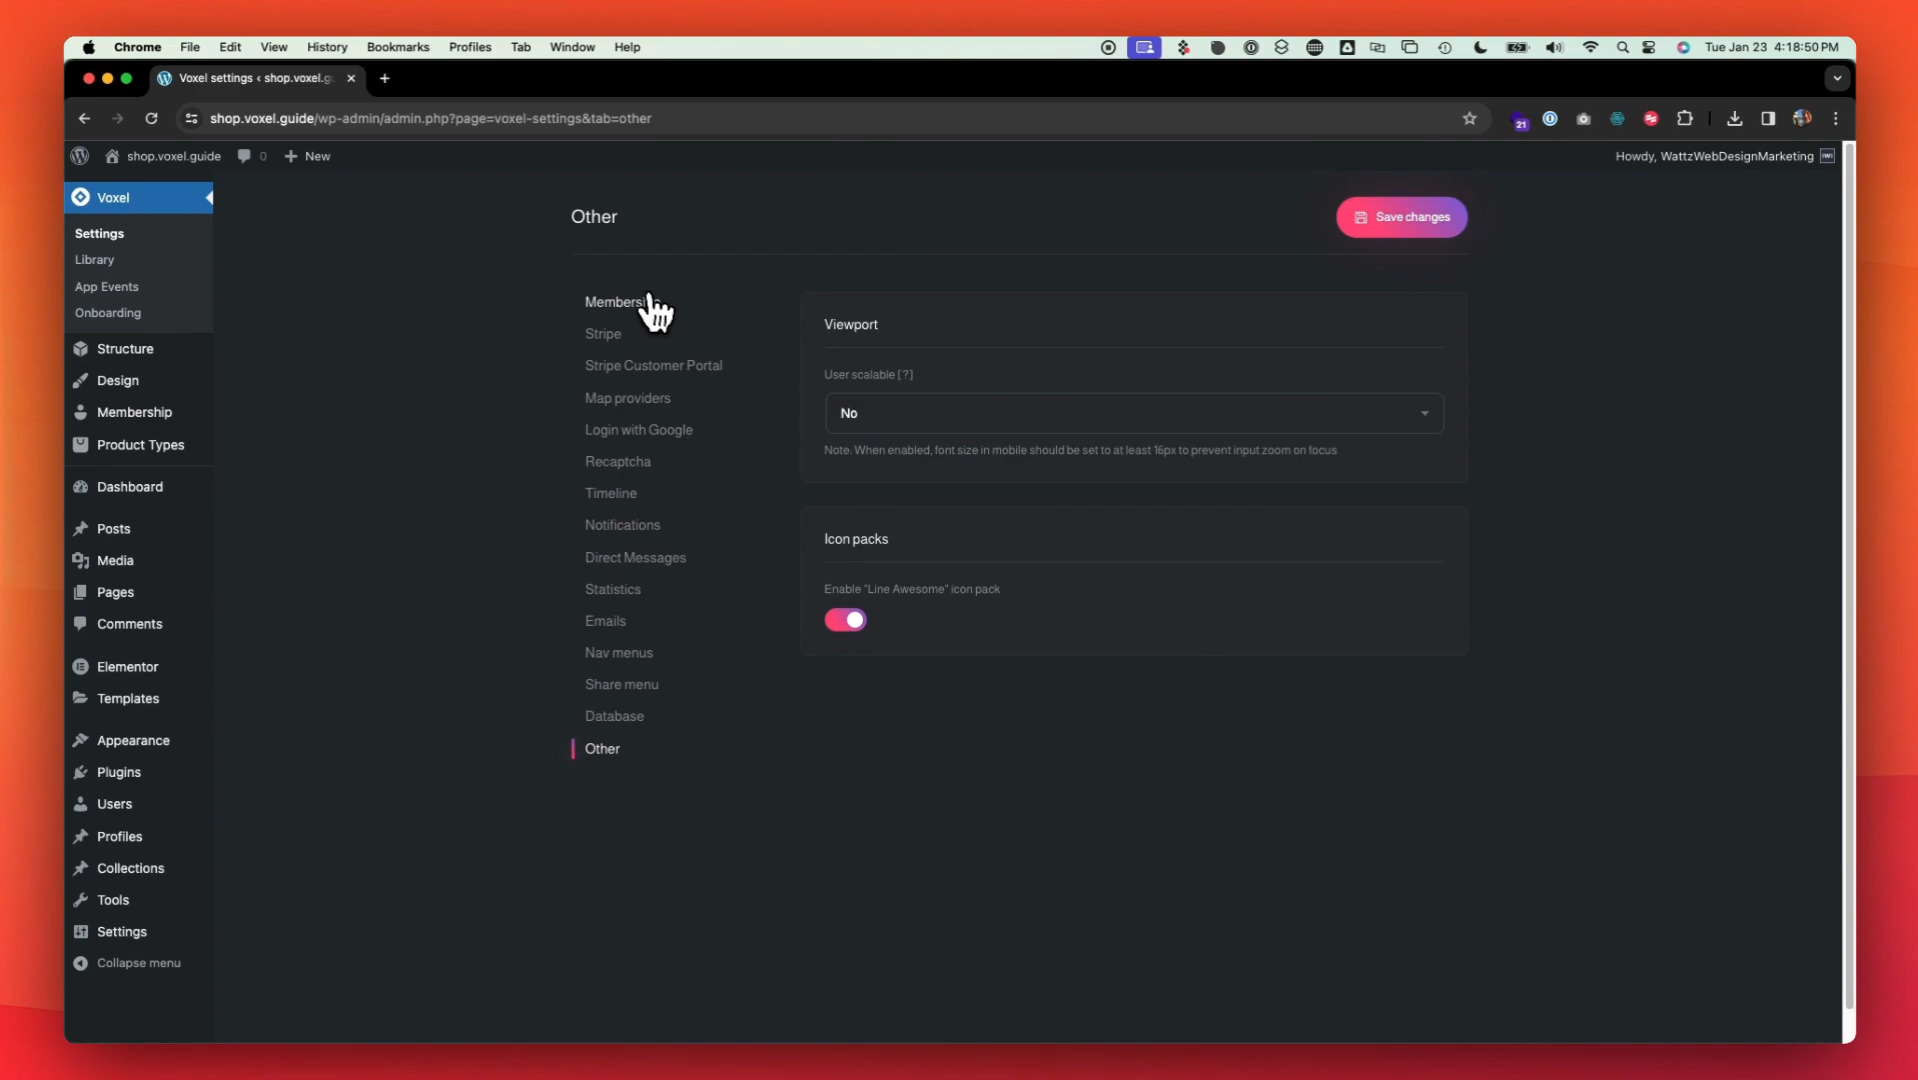 Chrome File Edit View History Bookmarks Profiles Tab Window Help Tue Jan 23 4:18:50 PM
Voxel settings ‹ shop.voxel.g
shop.voxel.guide/wp-admin/admin.php?page=voxel-settings&tab=other 21
shop.voxel.guide 0 New Howdy, WattzWebDesignMarketing
Voxel
Settings
Library
App Events
Onboarding
Structure
Design
Membership
Product Types
Dashboard
Posts
Media
Pages
Comments
Elementor
Templates
Appearance
Plugins
Users
Profiles
Collections
Tools
Settings
Collapse menu
Other
Save changes
Stripe
Stripe Customer Portal
Map providers
Login with Google
Recaptcha
Timeline
Notifications
Direct Messages
Statistics
Emails
Nav menus
Share menu
Database
Other
Viewport
User scalable [?]
No
Note. When enabled, font size in mobile should be set to at least 16px to prevent input zoom on focus
Icon packs
Enable "Line Awesome" icon pack